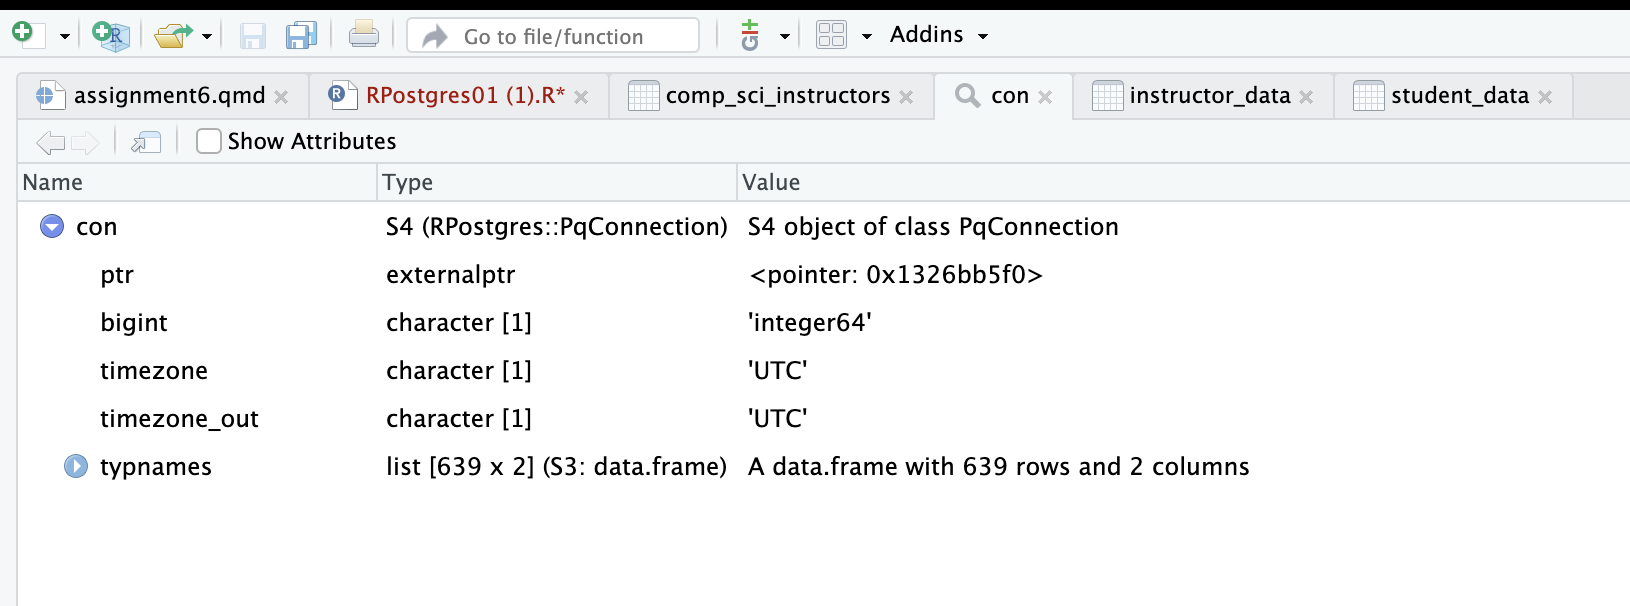 Go to file/function Addins
assignment6.qmd RPostgres01 (1).R* comp_sci_instructors con instructor_data student_data
Show Attributes
Name Type Value
con S4 (RPostgres::PqConnection) S4 object of class PqConnection
ptr externalptr <pointer: 0x1326bb5f0>
bigint character [1] 'integer64'
timezone character [1] 'UTC'
timezone_out character [1] 'UTC'
typnames list [639 x 2] (S3: data.frame) A data.frame with 639 rows and 2 columns